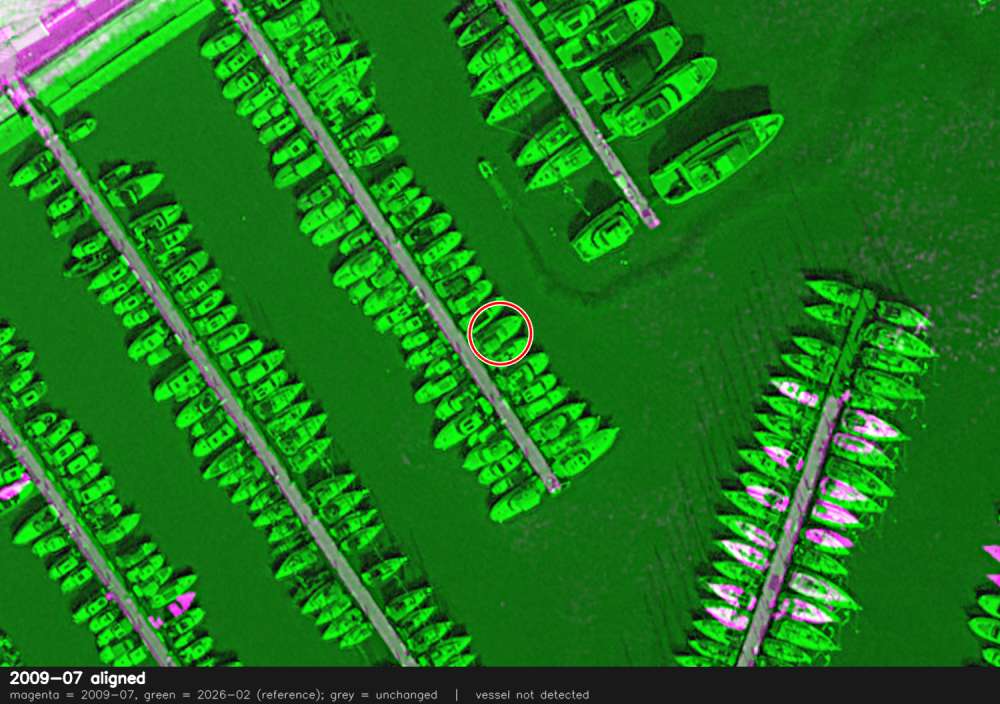 2009-07 aligned
magenta = 2009-07, green = 2026-02 (reference); grey = unchanged | vessel not detected